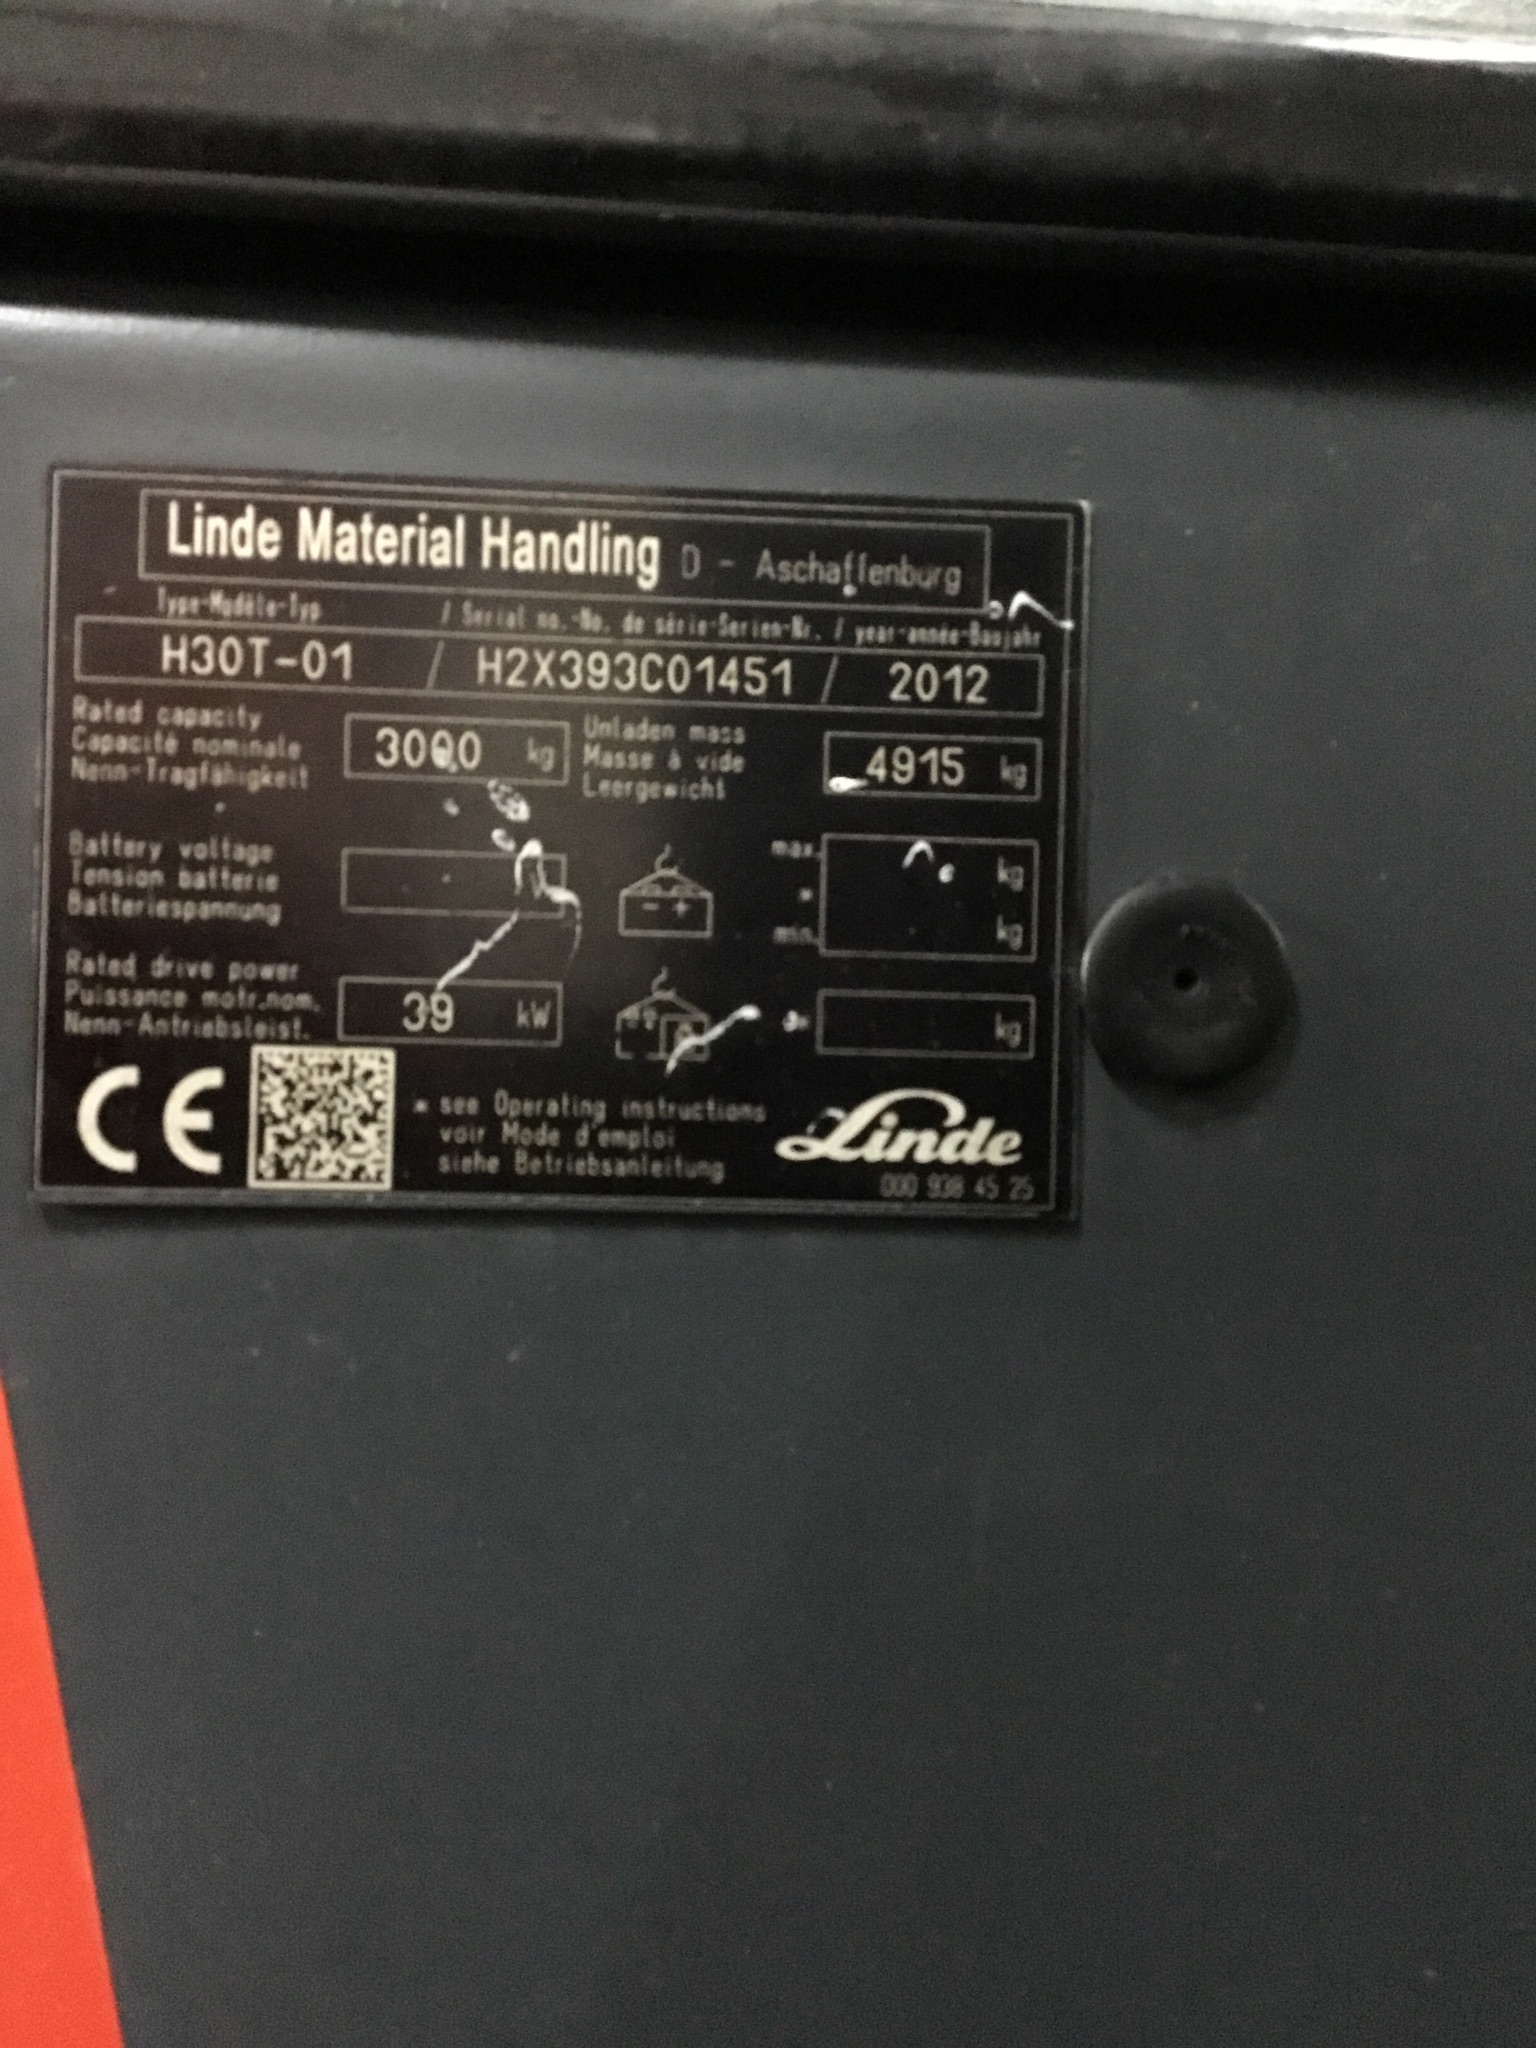 Linde Material Handling D - Aschaffenburg
Type-Modèle-Typ / Serial no.-No. de série-Serien-Nr. / year-année-Baujahr
H30T-01 / H2X393C01451 / 2012
Rated capacity
Capacité nominale
Nenn-Tragfähigkeit
3000 kg
Unladen mass
Masse à vide
Leergewicht
4915 kg
Battery voltage
Tension batterie
Batteriespannung
- +
max. kg
*
min. kg
Rated drive power
Puissance motr.nom.
Nenn-Antriebsleist.
39 kW
kg
CE
* see Operating instructions
voir Mode d'emploi
siehe Betriebsanleitung
Linde
000 938 45 25